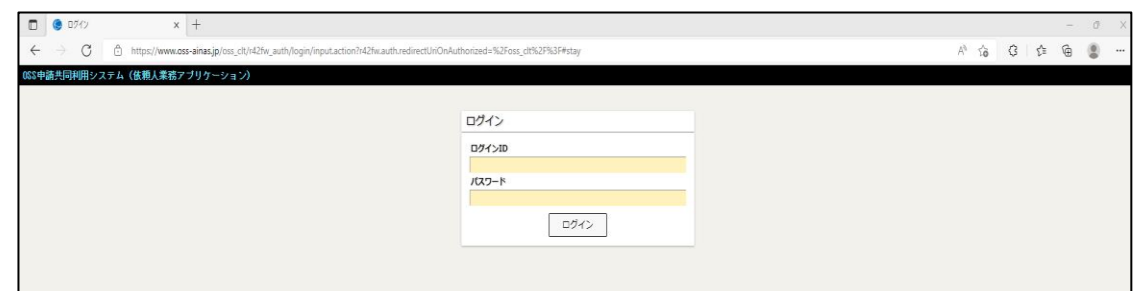 ログイン
https://www.oss-ainas.jp/oss_clt/r42fw_auth/login/input.action?r42fw.auth.redirectUriOnAuthorized=%2Foss_clt%2F%3F#stay
OSS申請共同利用システム（依頼人業務アプリケーション）
ログイン
ログインID
パスワード
ログイン